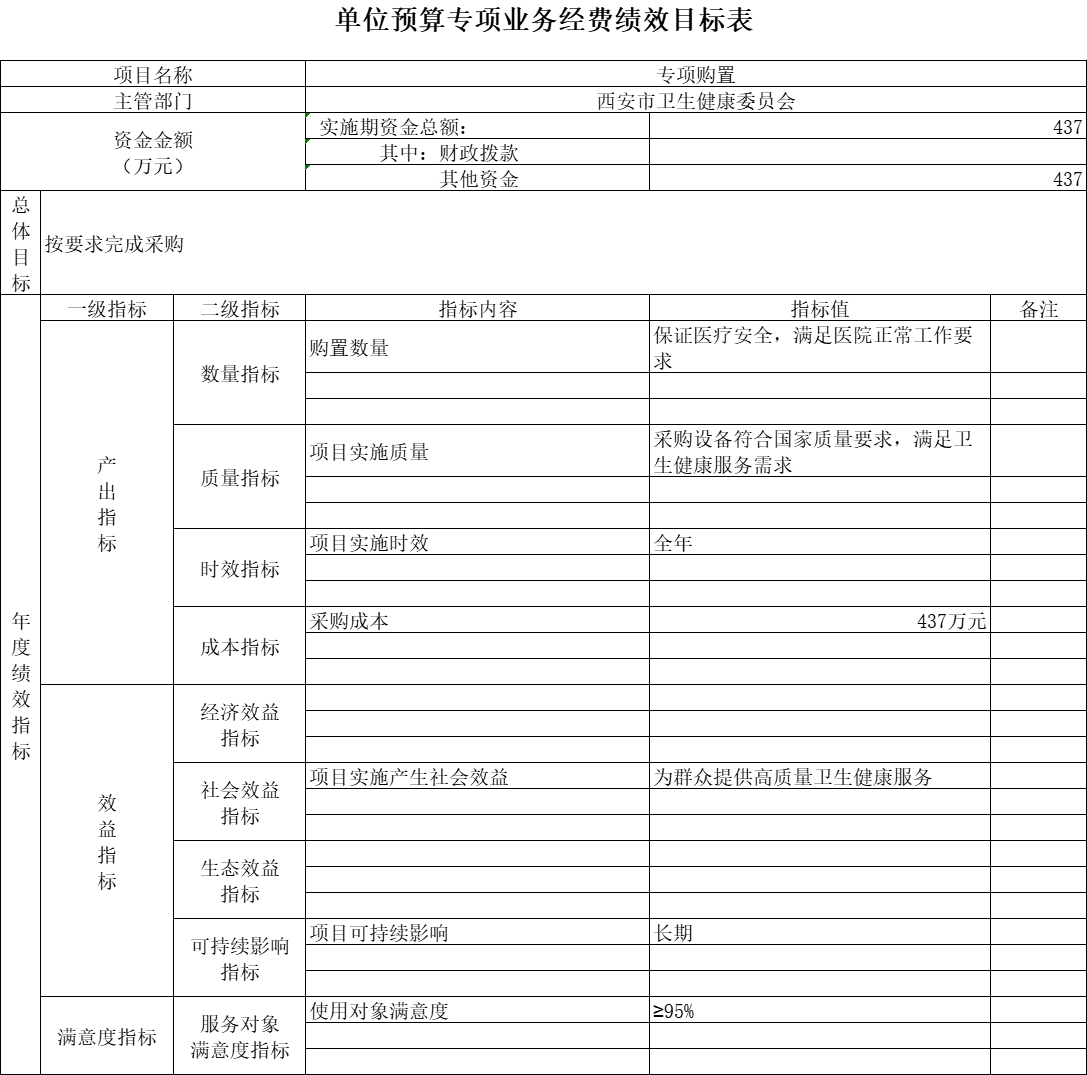 单位预算专项业务经费绩效目标表
项目名称
专项购置
主管部门
西安市卫生健康委员会
资金金额
（万元）
实施期资金总额：
437
其中：财政拨款
其他资金
437
总
体
目
标
按要求完成采购
年
度
绩
效
指
标
一级指标
二级指标
指标内容
指标值
备注
产
出
指
标
数量指标
购置数量
保证医疗安全，满足医院正常工作要
求
质量指标
项目实施质量
采购设备符合国家质量要求，满足卫
生健康服务需求
时效指标
项目实施时效
全年
成本指标
采购成本
437万元
效
益
指
标
经济效益
指标
社会效益
指标
项目实施产生社会效益
为群众提供高质量卫生健康服务
生态效益
指标
可持续影响
指标
项目可持续影响
长期
满意度指标
服务对象
满意度指标
使用对象满意度
≥95%